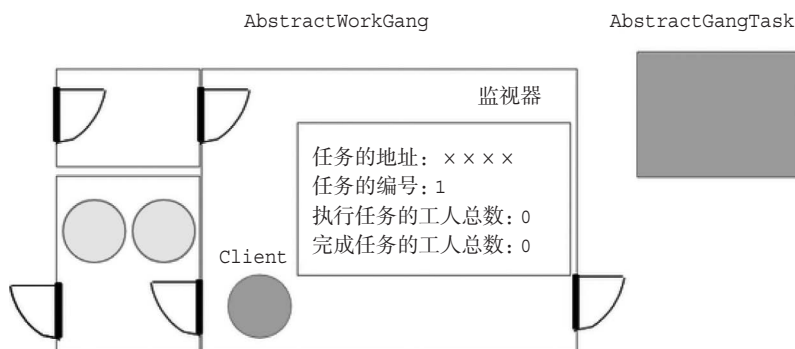 AbstractWorkGang
AbstractGangTask
监视器
任务的地址: ××××
任务的编号: 1
执行任务的工人总数: 0
完成任务的工人总数: 0
Client